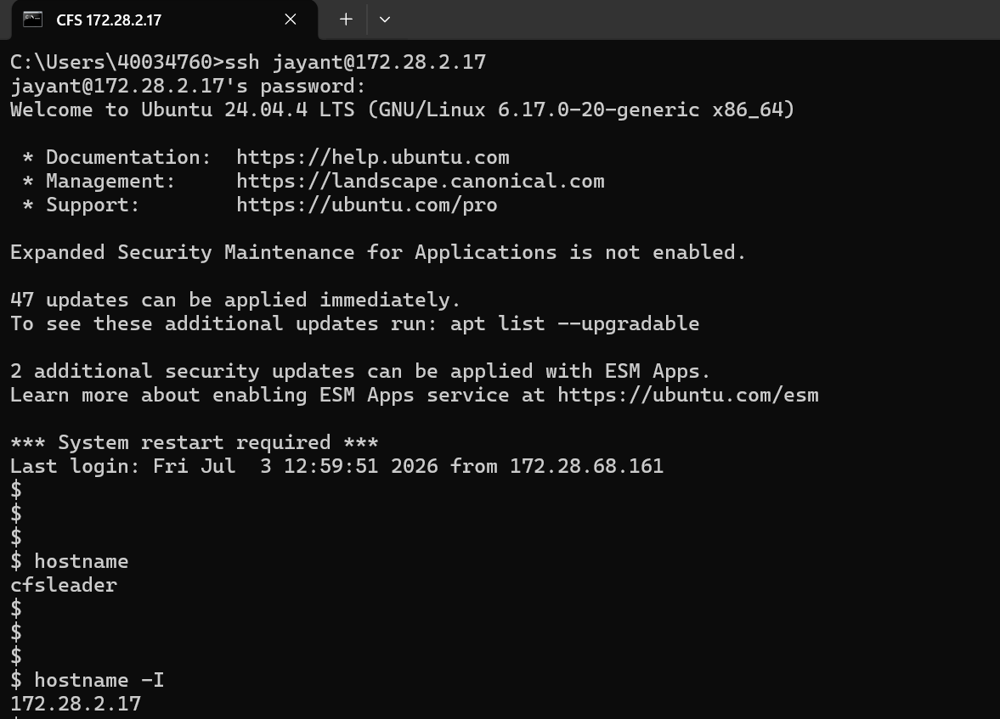 CFS 172.28.2.17
C:\Users\40034760>ssh jayant@172.28.2.17
jayant@172.28.2.17's password:
Welcome to Ubuntu 24.04.4 LTS (GNU/Linux 6.17.0-20-generic x86_64)
 * Documentation:  https://help.ubuntu.com
 * Management:     https://landscape.canonical.com
 * Support:        https://ubuntu.com/pro
Expanded Security Maintenance for Applications is not enabled.
47 updates can be applied immediately.
To see these additional updates run: apt list --upgradable
2 additional security updates can be applied with ESM Apps.
Learn more about enabling ESM Apps service at https://ubuntu.com/esm
*** System restart required ***
Last login: Fri Jul  3 12:59:51 2026 from 172.28.68.161
$
$
$
$ hostname
cfsleader
$
$
$
$ hostname -I
172.28.2.17